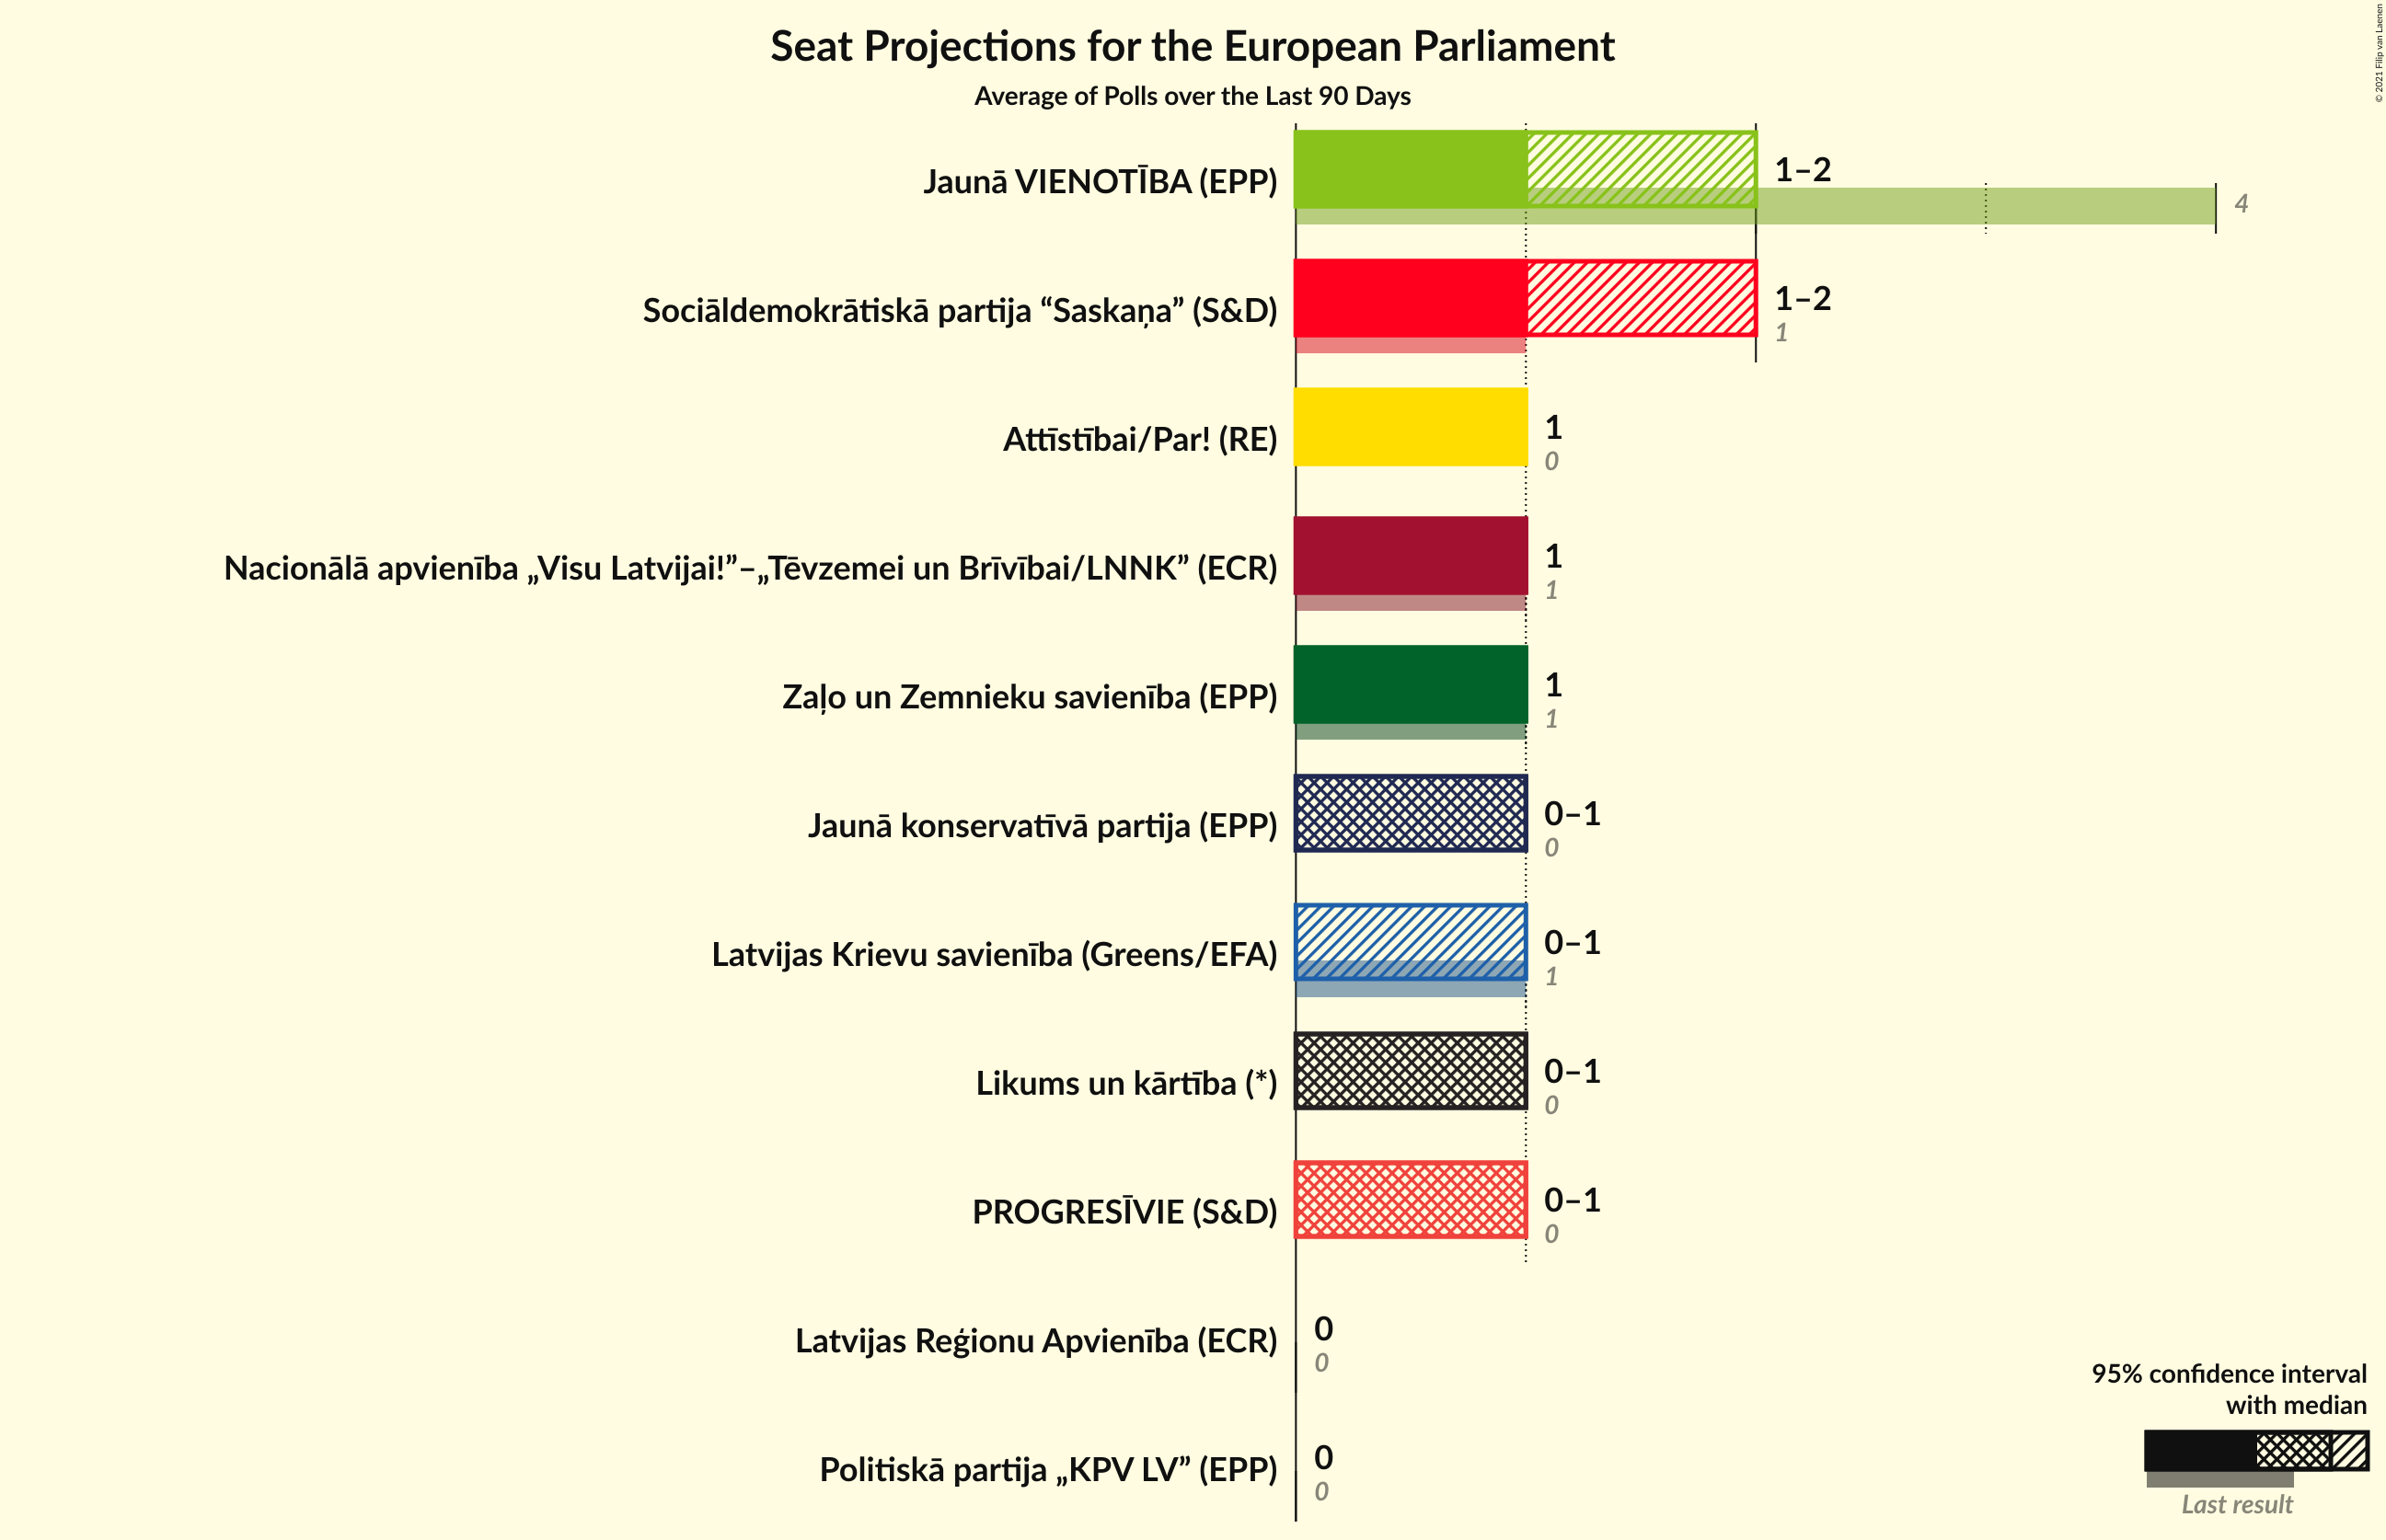 Seat Projections for the European Parliament
Average of Polls over the Last 90 Days
© 2021 Filip van Laenen
Jaunā VIENOTĪBA (EPP)
1–2
4
Sociāldemokrātiskā partija “Saskaņa” (S&D)
1–2
1
Attīstībai/Par! (RE)
1
0
Nacionālā apvienība „Visu Latvijai!”–„Tēvzemei un Brīvībai/LNNK” (ECR)
1
1
Zaļo un Zemnieku savienība (EPP)
1
1
Jaunā konservatīvā partija (EPP)
0–1
0
Latvijas Krievu savienība (Greens/EFA)
0–1
1
Likums un kārtība (*)
0–1
0
PROGRESĪVIE (S&D)
0–1
0
Latvijas Reģionu Apvienība (ECR)
0
0
Politiskā partija „KPV LV” (EPP)
0
0
95% confidence interval
with median
Last result